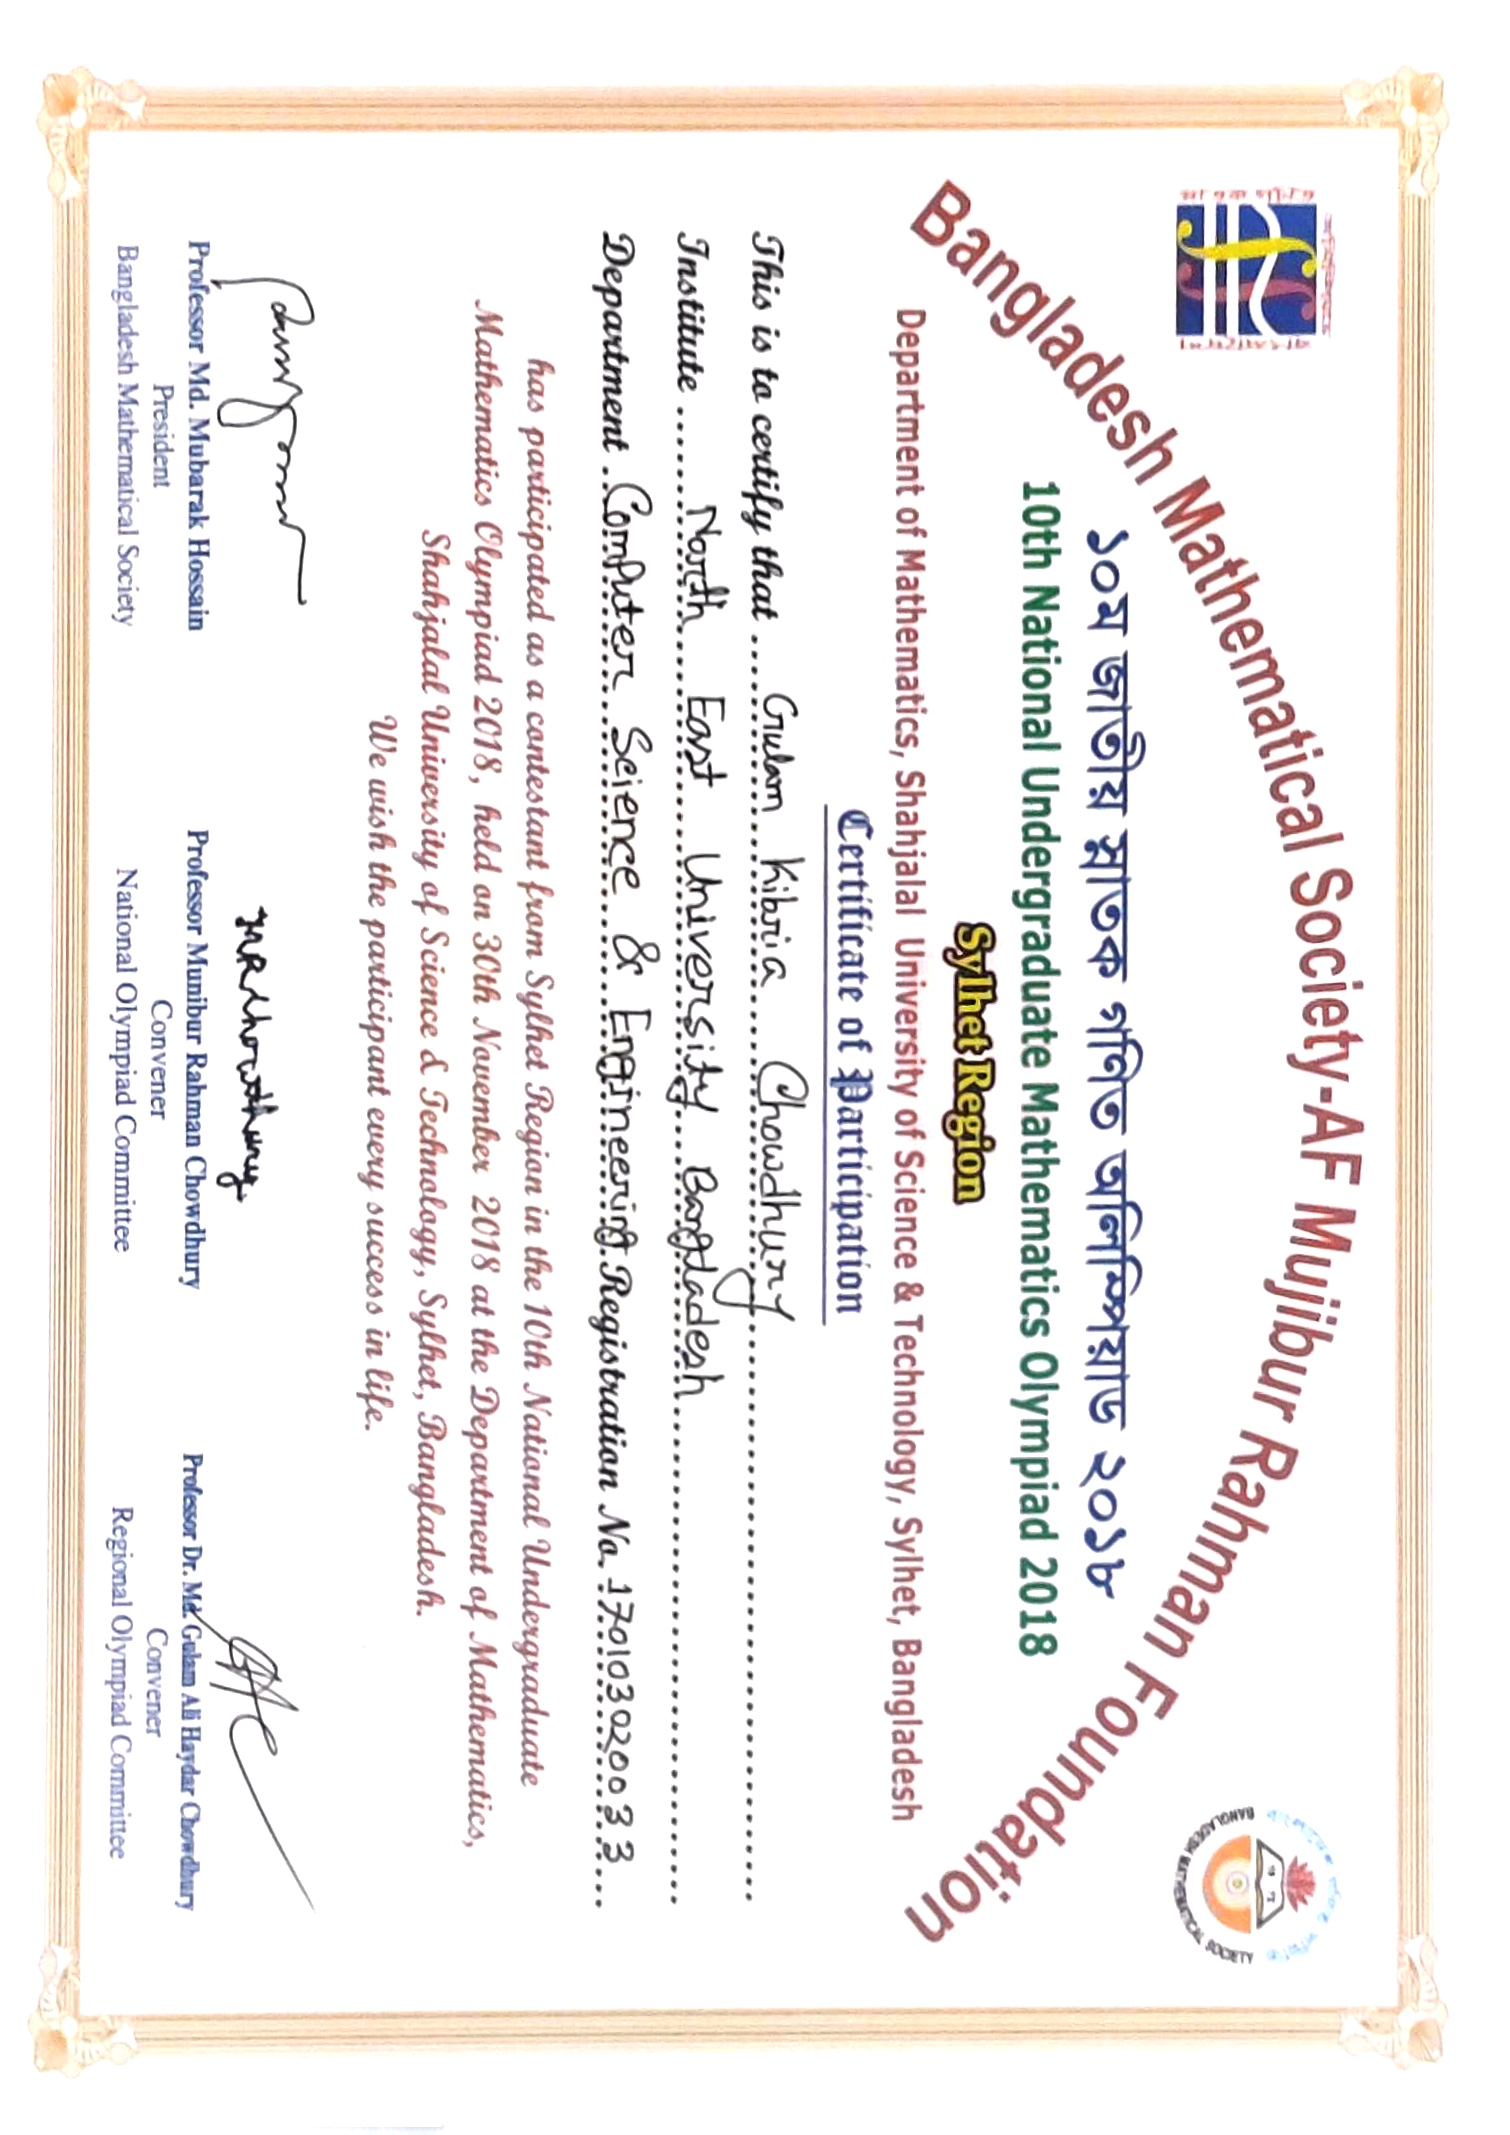 Bangladesh Mathematical Society-AF Mujibur Rahman Foundation
১০ম জাতীয় স্নাতক গণিত অলিম্পিয়াড ২০১৮
10th National Undergraduate Mathematics Olympiad 2018
Sylhet Region
Department of Mathematics, Shahjalal University of Science & Technology, Sylhet, Bangladesh
Certificate of Participation
This is to certify that Gulam Kibria Chowdhury
Institute North East University Bangladesh
Department Computer Science & Engineering Registration No. 170103020033
has participated as a contestant from Sylhet Region in the 10th National Undergraduate
Mathematics Olympiad 2018, held on 30th November 2018 at the Department of Mathematics,
Shahjalal University of Science & Technology, Sylhet, Bangladesh.
We wish the participant every success in life.
MRChowdhury
Professor Md. Mubarak Hossain
President
Bangladesh Mathematical Society
Professor Munibur Rahman Chowdhury
Convener
National Olympiad Committee
Professor Dr. Md. Gulam Ali Haydar Chowdhury
Convener
Regional Olympiad Committee
BANGLADESH MATHEMATICAL SOCIETY